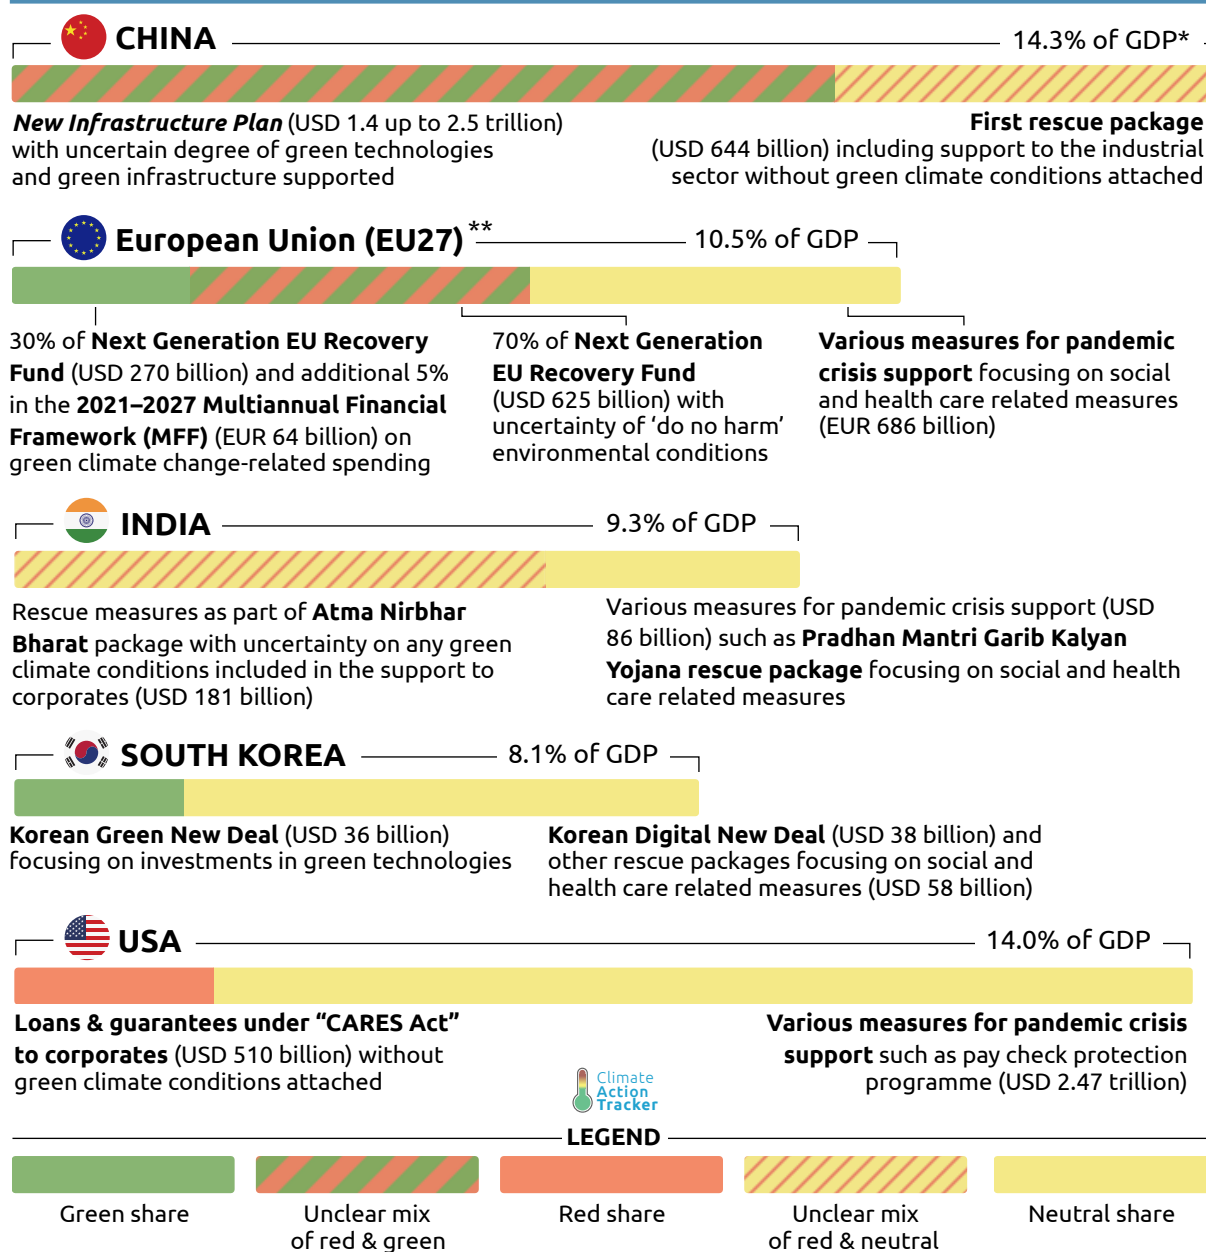 CHINA
14.3% of GDP*
New Infrastructure Plan (USD 1.4 up to 2.5 trillion)
with uncertain degree of green technologies
and green infrastructure supported
First rescue package
(USD 644 billion) including support to the industrial
sector without green climate conditions attached
European Union (EU27)**
10.5% of GDP
30% of Next Generation EU Recovery
Fund (USD 270 billion) and additional 5%
in the 2021–2027 Multiannual Financial
Framework (MFF) (EUR 64 billion) on
green climate change-related spending
70% of Next Generation
EU Recovery Fund
(USD 625 billion) with
uncertainty of ‘do no harm’
environmental conditions
Various measures for pandemic
crisis support focusing on social
and health care related measures
(EUR 686 billion)
INDIA
9.3% of GDP
Rescue measures as part of Atma Nirbhar
Bharat package with uncertainty on any green
climate conditions included in the support to
corporates (USD 181 billion)
Various measures for pandemic crisis support (USD
86 billion) such as Pradhan Mantri Garib Kalyan
Yojana rescue package focusing on social and health
care related measures
SOUTH KOREA
8.1% of GDP
Korean Green New Deal (USD 36 billion)
focusing on investments in green technologies
Korean Digital New Deal (USD 38 billion) and
other rescue packages focusing on social and
health care related measures (USD 58 billion)
USA
14.0% of GDP
Loans & guarantees under “CARES Act”
to corporates (USD 510 billion) without
green climate conditions attached
Various measures for pandemic crisis
support such as pay check protection
programme (USD 2.47 trillion)
Climate
Action
Tracker
LEGEND
Green share
Unclear mix
of red & green
Red share
Unclear mix
of red & neutral
Neutral share